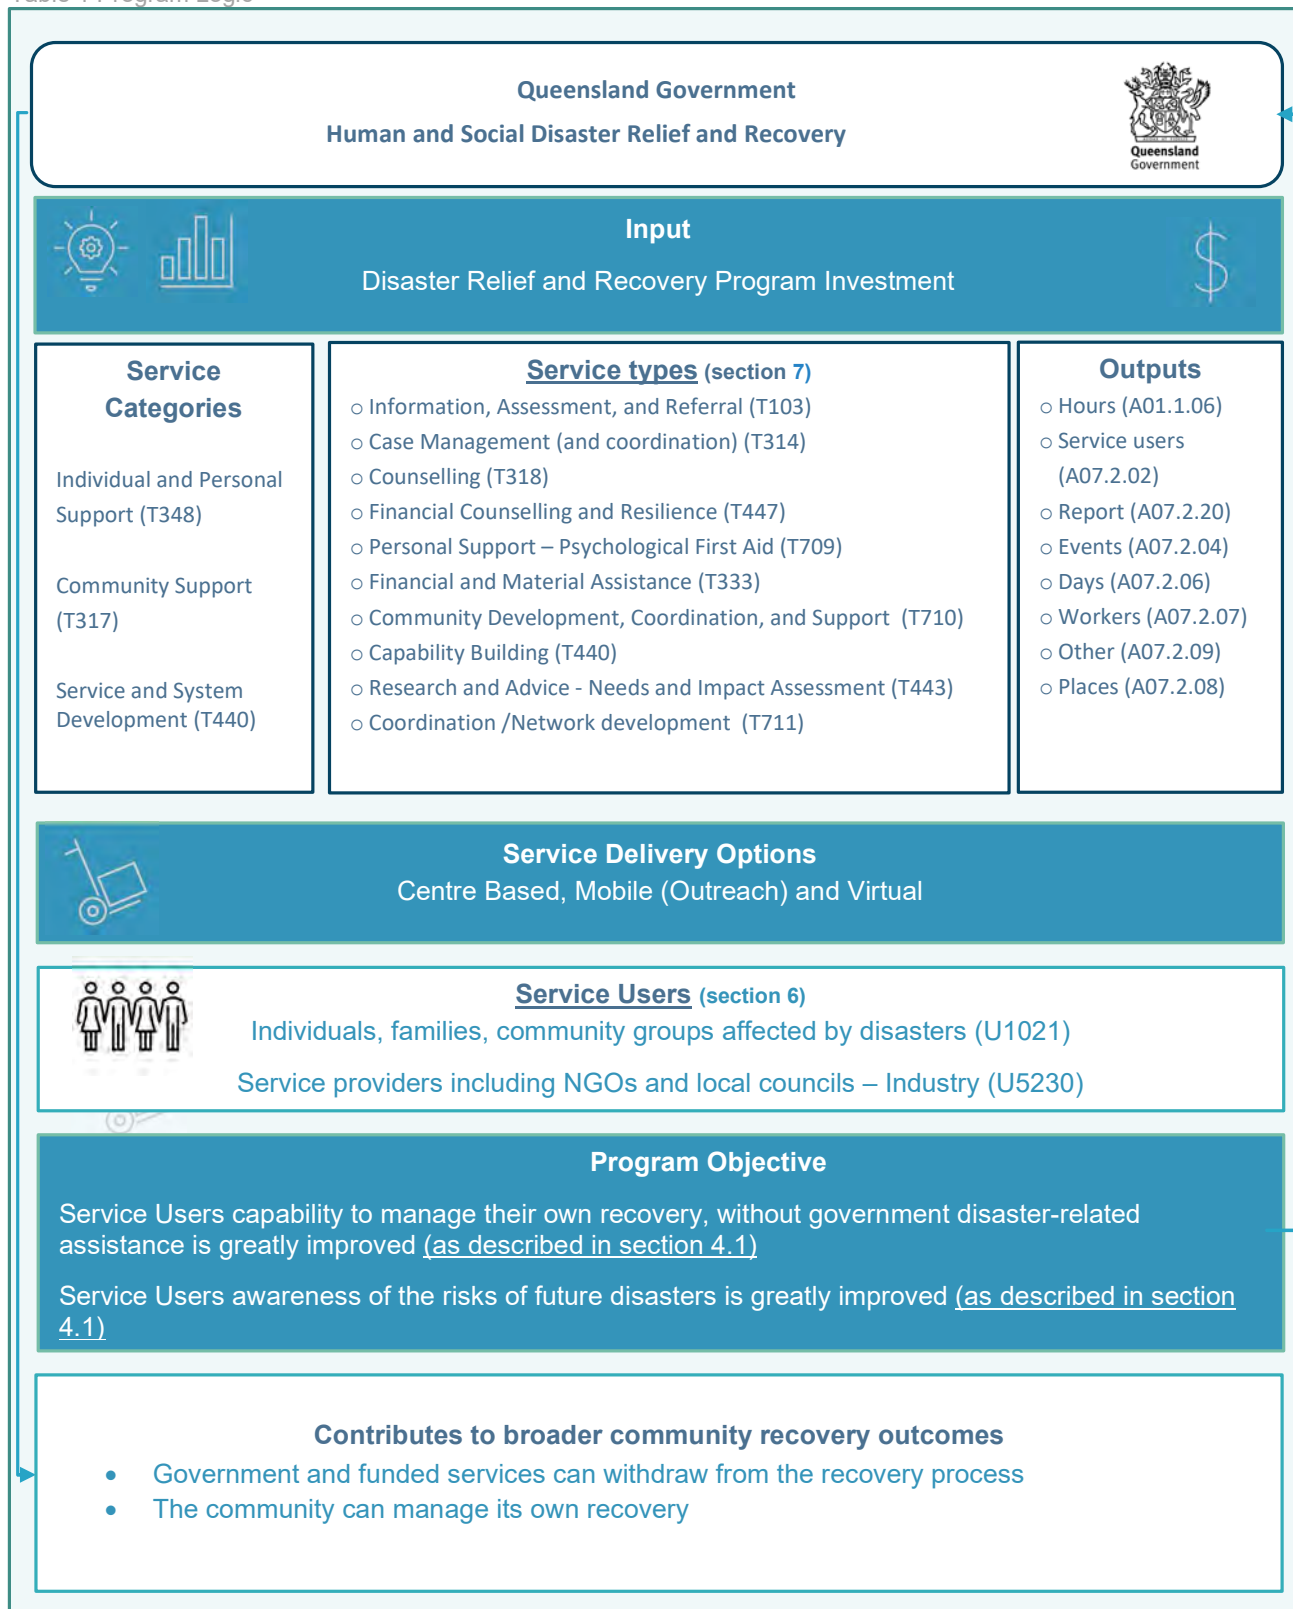 Table 1 Program Logic
Queensland Government
Human and Social Disaster Relief and Recovery
Queensland
Government
Input
Disaster Relief and Recovery Program Investment
Service
Categories
Individual and Personal
Support (T348)
Community Support
(T317)
Service and System
Development (T440)
Service types (section 7)
○ Information, Assessment, and Referral (T103)
○ Case Management (and coordination) (T314)
○ Counselling (T318)
○ Financial Counselling and Resilience (T447)
○ Personal Support – Psychological First Aid (T709)
○ Financial and Material Assistance (T333)
○ Community Development, Coordination, and Support (T710)
○ Capability Building (T440)
○ Research and Advice - Needs and Impact Assessment (T443)
○ Coordination /Network development (T711)
Outputs
○ Hours (A01.1.06)
○ Service users
(A07.2.02)
○ Report (A07.2.20)
○ Events (A07.2.04)
○ Days (A07.2.06)
○ Workers (A07.2.07)
○ Other (A07.2.09)
○ Places (A07.2.08)
Service Delivery Options
Centre Based, Mobile (Outreach) and Virtual
Service Users (section 6)
Individuals, families, community groups affected by disasters (U1021)
Service providers including NGOs and local councils – Industry (U5230)
Program Objective
Service Users capability to manage their own recovery, without government disaster-related
assistance is greatly improved (as described in section 4.1)
Service Users awareness of the risks of future disasters is greatly improved (as described in section
4.1)
Contributes to broader community recovery outcomes
• Government and funded services can withdraw from the recovery process
• The community can manage its own recovery